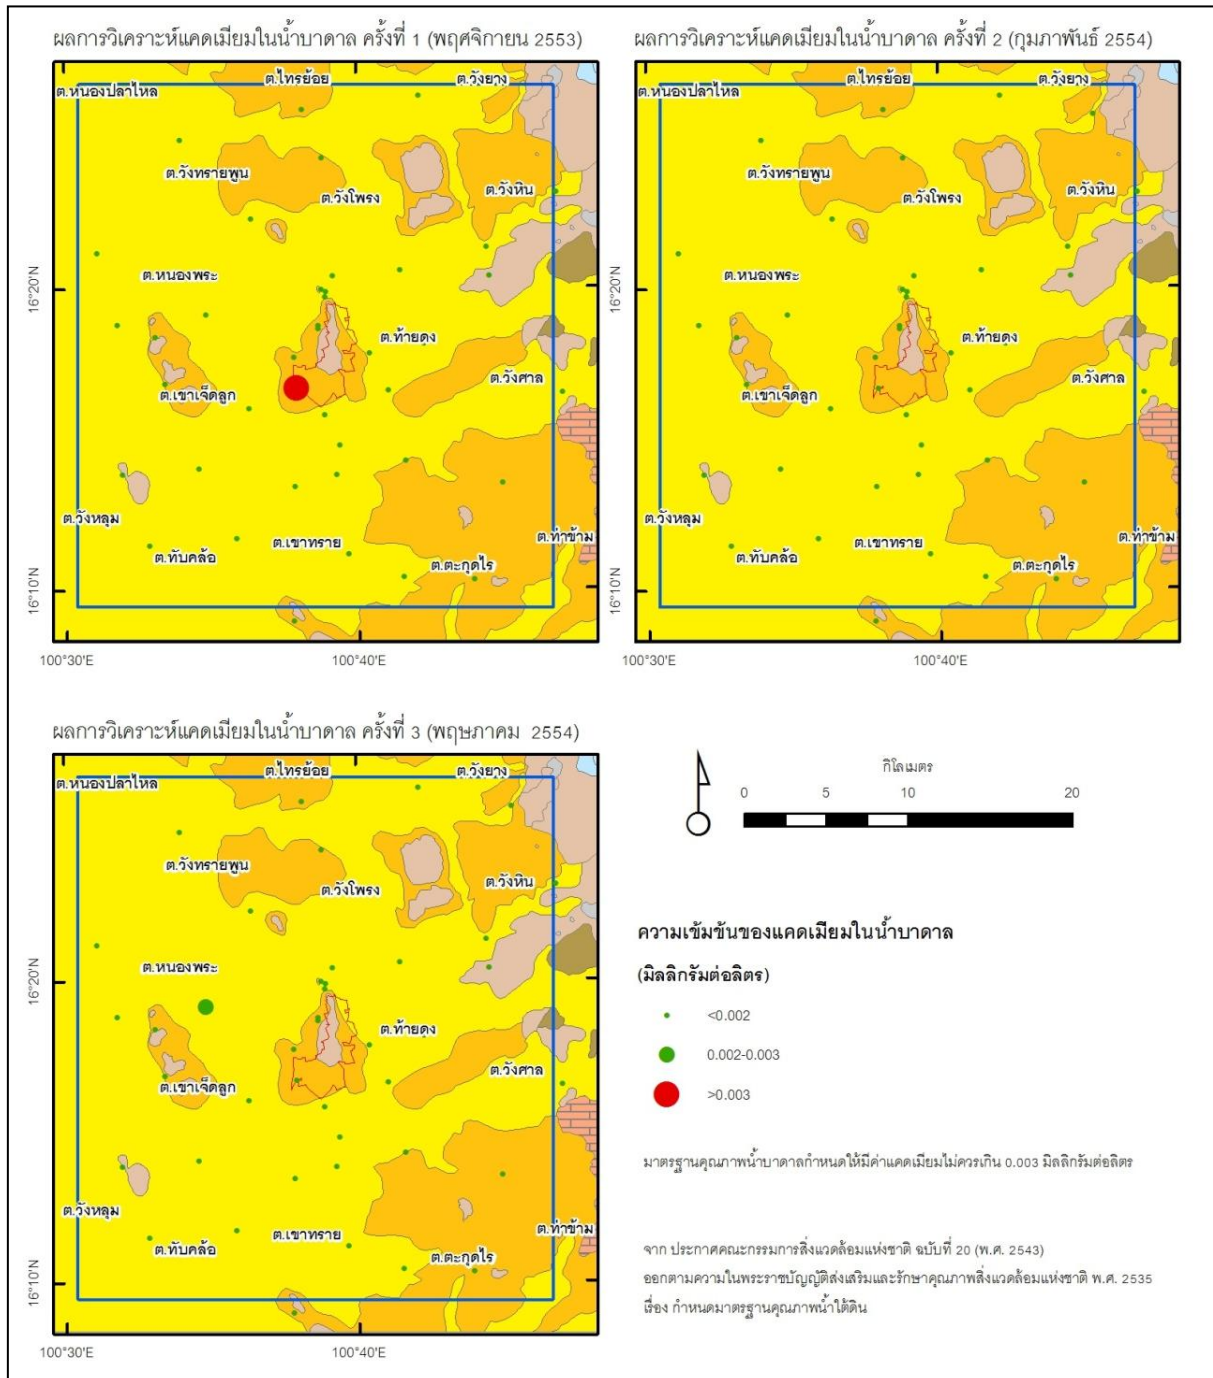 ผลการวิเคราะห์แคดเมียมในน้ำบาดาล ครั้งที่ 1 (พฤศจิกายน 2553)
ต.หนองปลาไหล
ต.ไทรย้อย
ต.วังยาง
ต.วังทรายพูน
ต.วังโพรง
ต.วังหิน
ต.หนองพระ
ต.ท้ายดง
ต.วังศาล
ต.เขาเจ็ดลูก
ต.วังหลุม
ต.ทับคล้อ
ต.เขาทราย
ต.ท่าข้าม
ต.ตะกุดไร
16°20'N
16°10'N
100°30'E
100°40'E
ผลการวิเคราะห์แคดเมียมในน้ำบาดาล ครั้งที่ 2 (กุมภาพันธ์ 2554)
ต.หนองปลาไหล
ต.ไทรย้อย
ต.วังยาง
ต.วังทรายพูน
ต.วังโพรง
ต.วังหิน
ต.หนองพระ
ต.ท้ายดง
ต.วังศาล
ต.เขาเจ็ดลูก
ต.วังหลุม
ต.ทับคล้อ
ต.เขาทราย
ต.ท่าข้าม
ต.ตะกุดไร
100°30'E
100°40'E
ผลการวิเคราะห์แคดเมียมในน้ำบาดาล ครั้งที่ 3 (พฤษภาคม 2554)
ต.หนองปลาไหล
ต.ไทรย้อย
ต.วังยาง
ต.วังทรายพูน
ต.วังโพรง
ต.วังหิน
ต.หนองพระ
ต.ท้ายดง
ต.วังศาล
ต.เขาเจ็ดลูก
ต.วังหลุม
ต.ทับคล้อ
ต.เขาทราย
ต.ท่าข้าม
ต.ตะกุดไร
16°20'N
16°10'N
100°30'E
100°40'E
กิโลเมตร
0 5 10 20
ความเข้มข้นของแคดเมียมในน้ำบาดาล
(มิลลิกรัมต่อลิตร)
<0.002
0.002-0.003
>0.003
มาตรฐานคุณภาพน้ำบาดาลกำหนดให้มีค่าแคดเมียมไม่ควรเกิน 0.003 มิลลิกรัมต่อลิตร
จาก ประกาศคณะกรรมการสิ่งแวดล้อมแห่งชาติ ฉบับที่ 20 (พ.ศ. 2543)
ออกตามความในพระราชบัญญัติส่งเสริมและรักษาคุณภาพสิ่งแวดล้อมแห่งชาติ พ.ศ. 2535
เรื่อง กำหนดมาตรฐานคุณภาพน้ำใต้ดิน